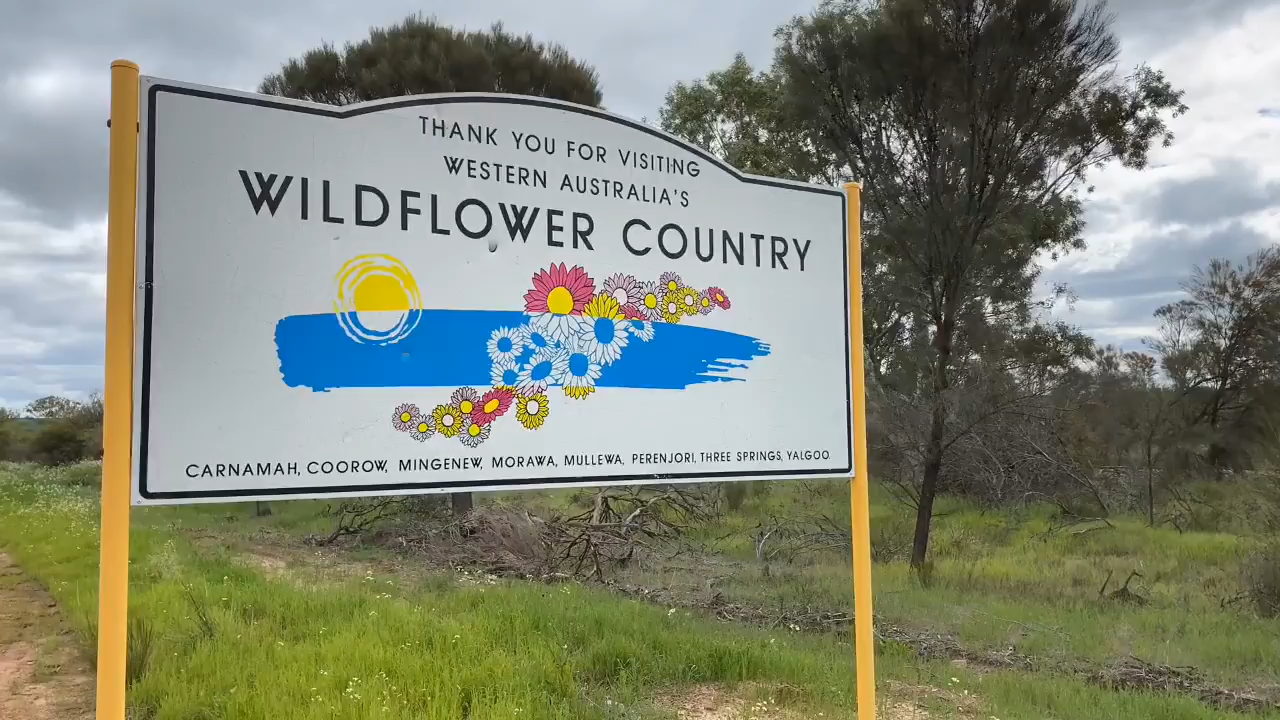 THANK YOU FOR VISITING
WESTERN AUSTRALIA'S
WILDFLOWER COUNTRY
CARNAMAH, COOROW, MINGENEW, MORAWA, MULLEWA, PERENJORI, THREE SPRINGS, YALGOO.